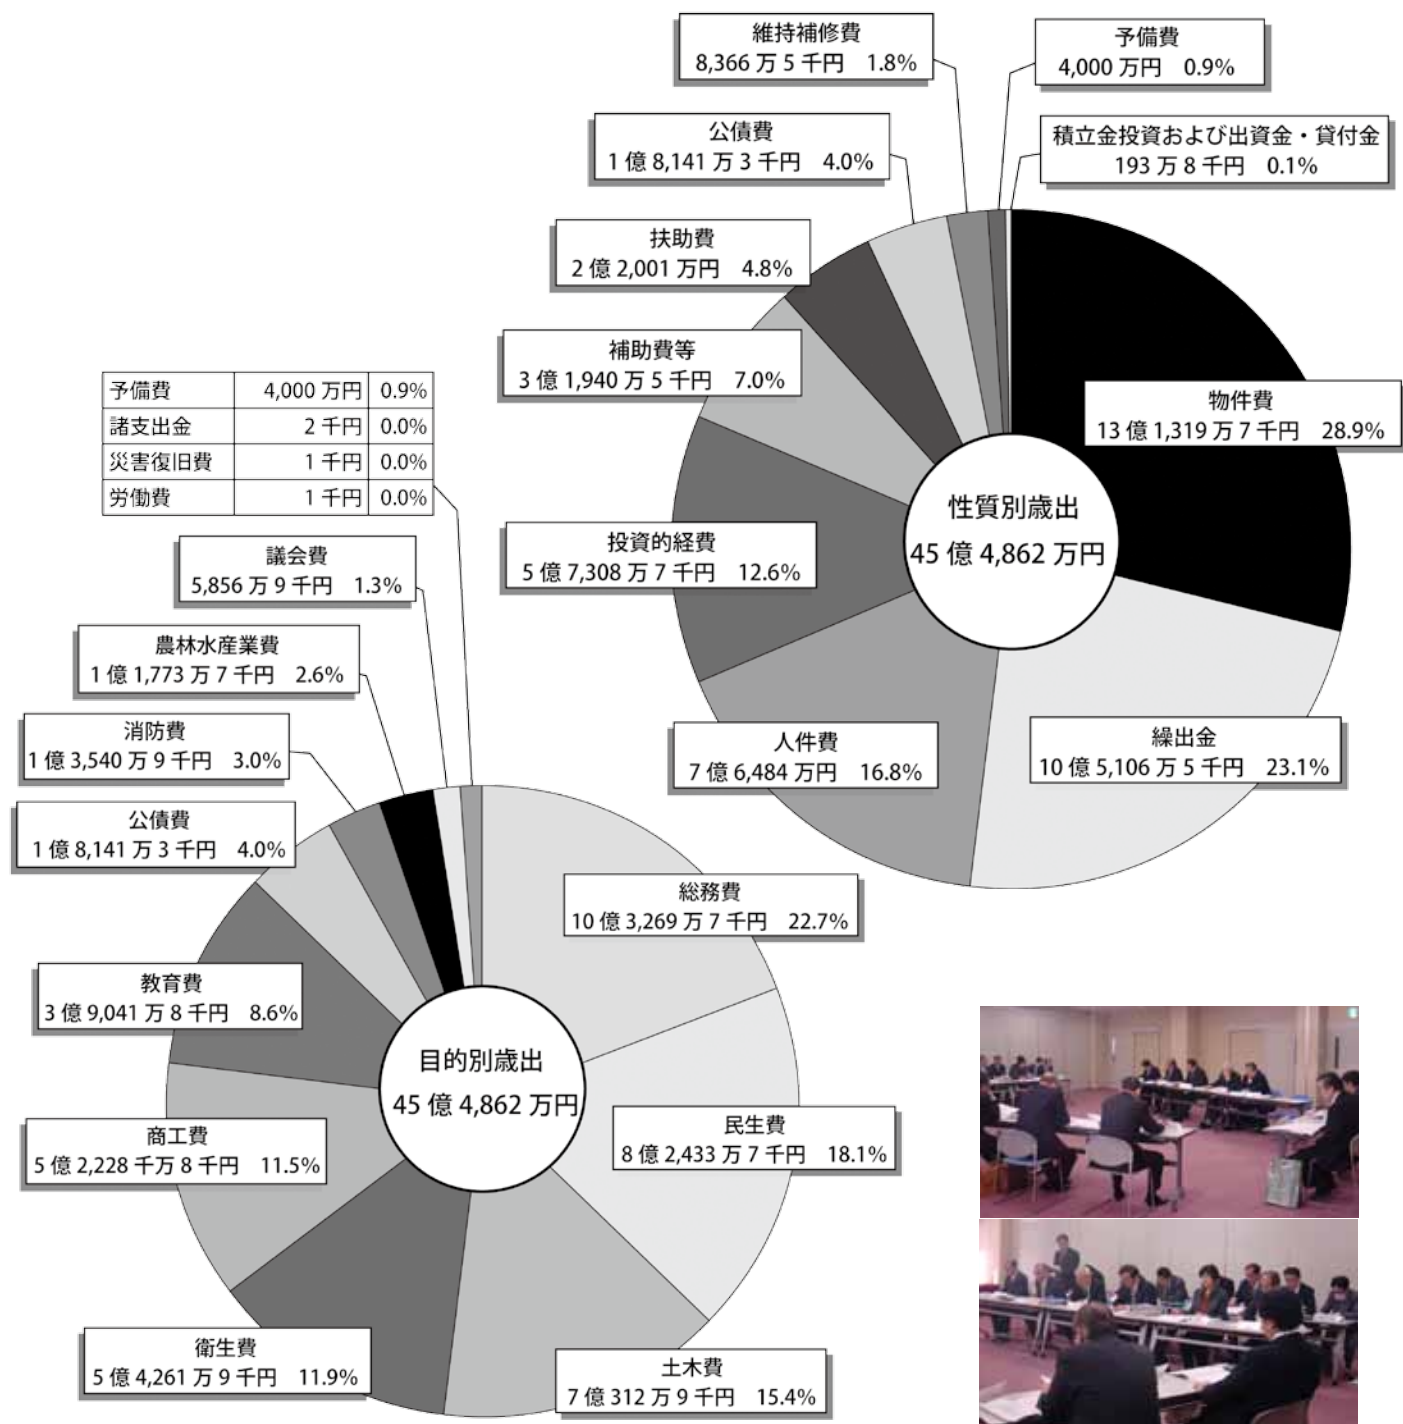 維持補修費
8,366 万 5 千円 1.8%
予備費
4,000 万円 0.9%
公債費
1 億 8,141 万 3 千円 4.0%
積立金投資および出資金・貸付金
193 万 8 千円 0.1%
扶助費
2 億 2,001 万円 4.8%
補助費等
3 億 1,940 万 5 千円 7.0%
物件費
13 億 1,319 万 7 千円 28.9%
性質別歳出
45 億 4,862 万円
投資的経費
5 億 7,308 万 7 千円 12.6%
人件費
7 億 6,484 万円 16.8%
繰出金
10 億 5,106 万 5 千円 23.1%
予備費 4,000 万円 0.9%
諸支出金 2 千円 0.0%
災害復旧費 1 千円 0.0%
労働費 1 千円 0.0%
議会費
5,856 万 9 千円 1.3%
農林水産業費
1 億 1,773 万 7 千円 2.6%
消防費
1 億 3,540 万 9 千円 3.0%
公債費
1 億 8,141 万 3 千円 4.0%
総務費
10 億 3,269 万 7 千円 22.7%
教育費
3 億 9,041 万 8 千円 8.6%
目的別歳出
45 億 4,862 万円
民生費
8 億 2,433 万 7 千円 18.1%
商工費
5 億 2,228 千万 8 千円 11.5%
衛生費
5 億 4,261 万 9 千円 11.9%
土木費
7 億 312 万 9 千円 15.4%